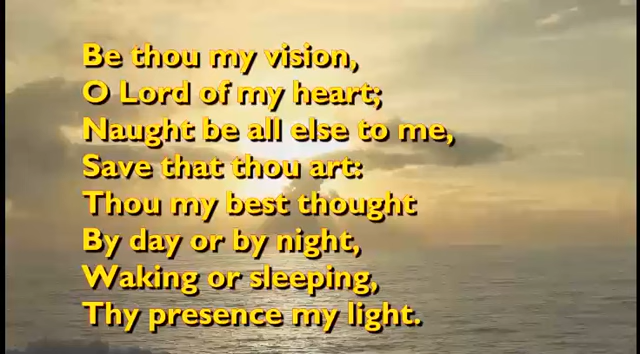 Be thou my vision,
O Lord of my heart;
Naught be all else to me,
Save that thou art:
Thou my best thought
By day or by night,
Waking or sleeping,
Thy presence my light.